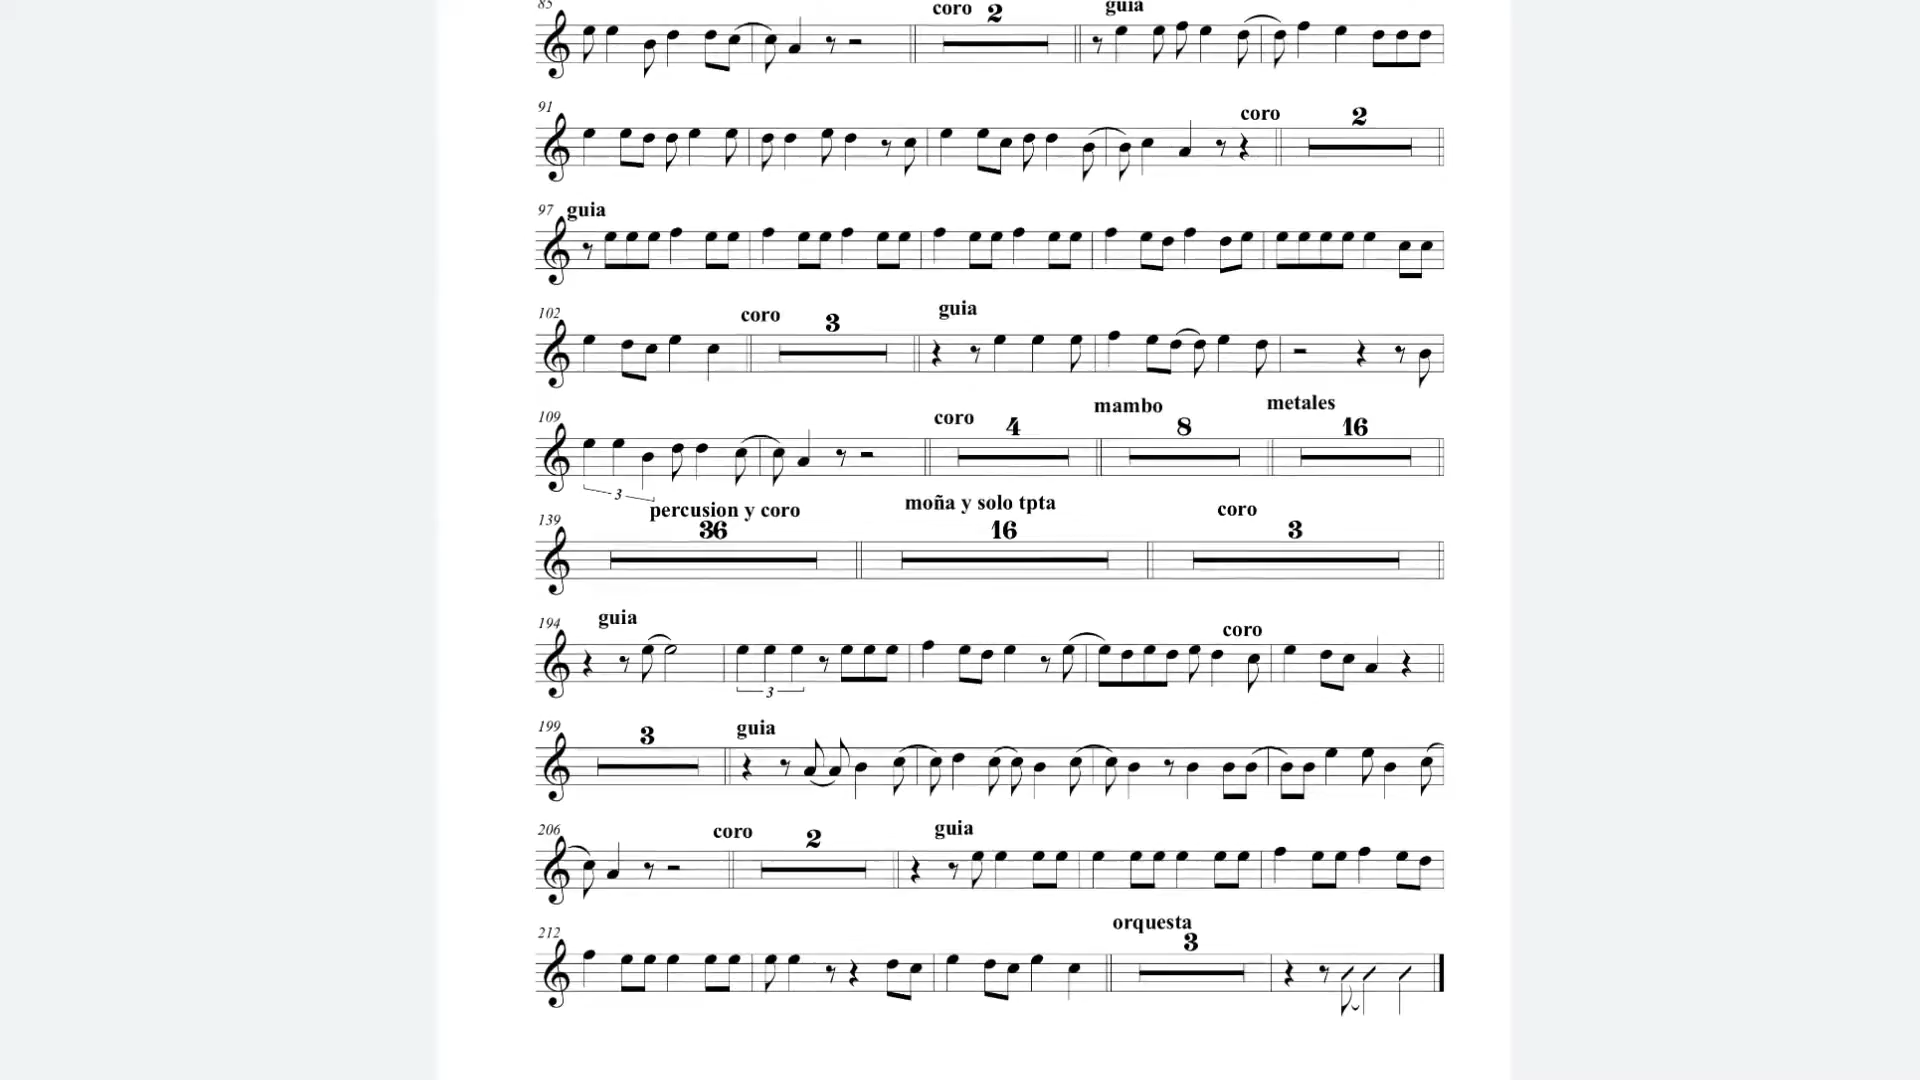 85 coro 2 guia
91 coro 2
97 guia
102 coro 3 guia
109 3 coro 4 mambo 8 metales 16
139 percusion y coro 36 moña y solo tpta 16 coro 3
194 guia 3 coro
199 3 guia
206 coro 2 guia
212 orquesta 3